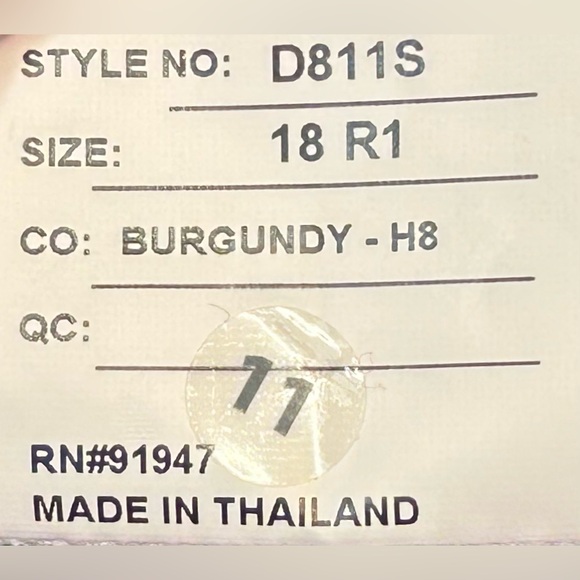 STYLE NO: D811S
SIZE: 18 R1
CO: BURGUNDY - H8
QC:
11
RN#91947
MADE IN THAILAND